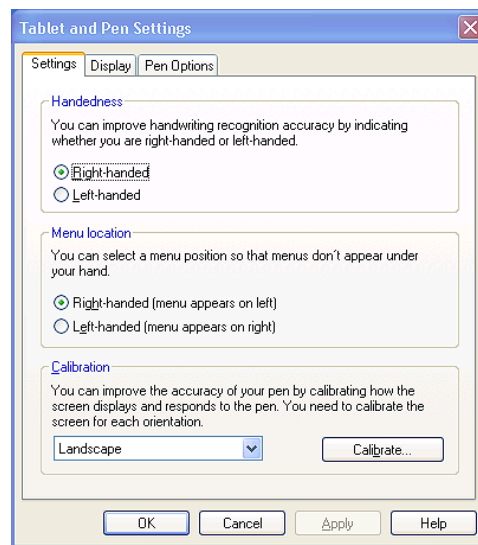 Tablet and Pen Settings
Settings Display Pen Options
Handedness
You can improve handwriting recognition accuracy by indicating
whether you are right-handed or left-handed.
Right-handed
Left-handed
Menu location
You can select a menu position so that menus don´t appear under
your hand.
Right-handed (menu appears on left)
Left-handed (menu appears on right)
Calibration
You can improve the accuracy of your pen by calibrating how the
screen displays and responds to the pen. You need to calibrate the
screen for each orientation.
Landscape Calibrate...
OK Cancel Apply Help